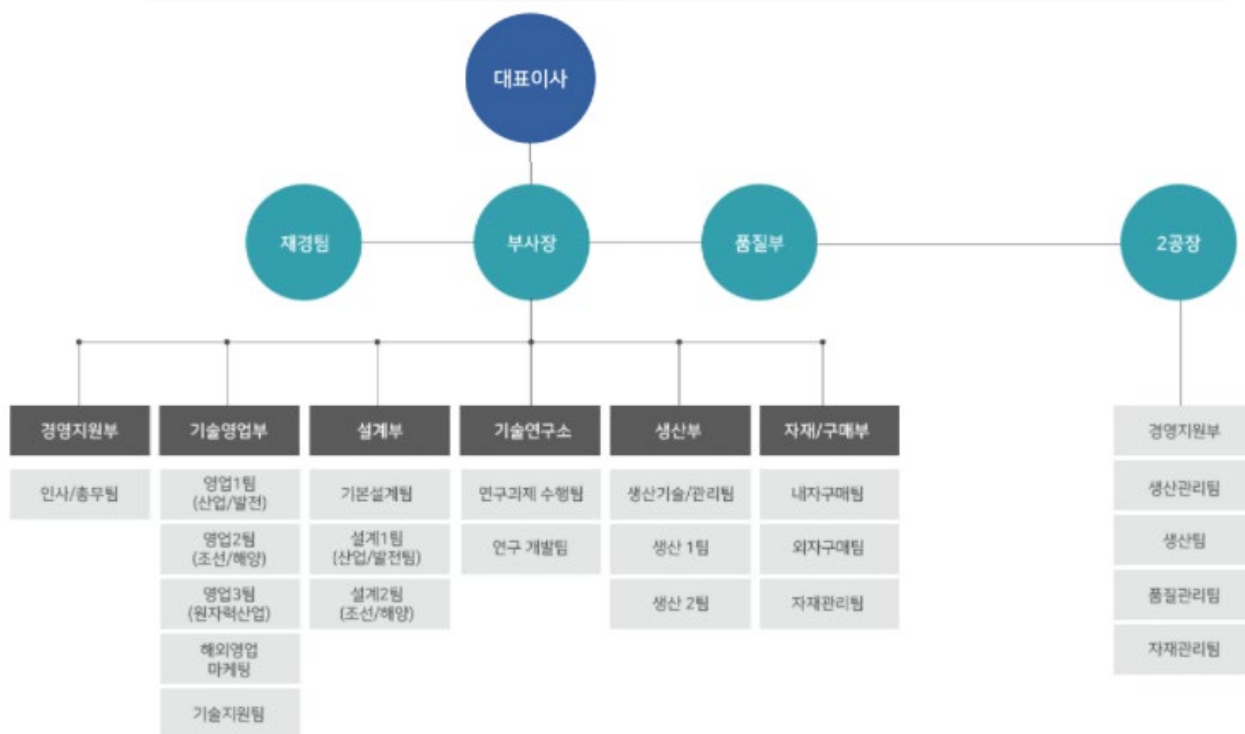 대표이사
재경팀
부사장
품질부
2공장
경영지원부
기술영업부
설계부
기술연구소
생산부
자재/구매부
경영지원부
인사/총무팀
영업1팀
(산업/발전)
영업2팀
(조선/해양)
영업3팀
(원자력산업)
해외영업
마케팅
기술지원팀
기본설계팀
설계1팀
(산업/발전팀)
설계2팀
(조선/해양)
연구과제 수행팀
연구 개발팀
생산기술/관리팀
생산 1팀
생산 2팀
내자구매팀
외자구매팀
자재관리팀
생산관리팀
생산팀
품질관리팀
자재관리팀